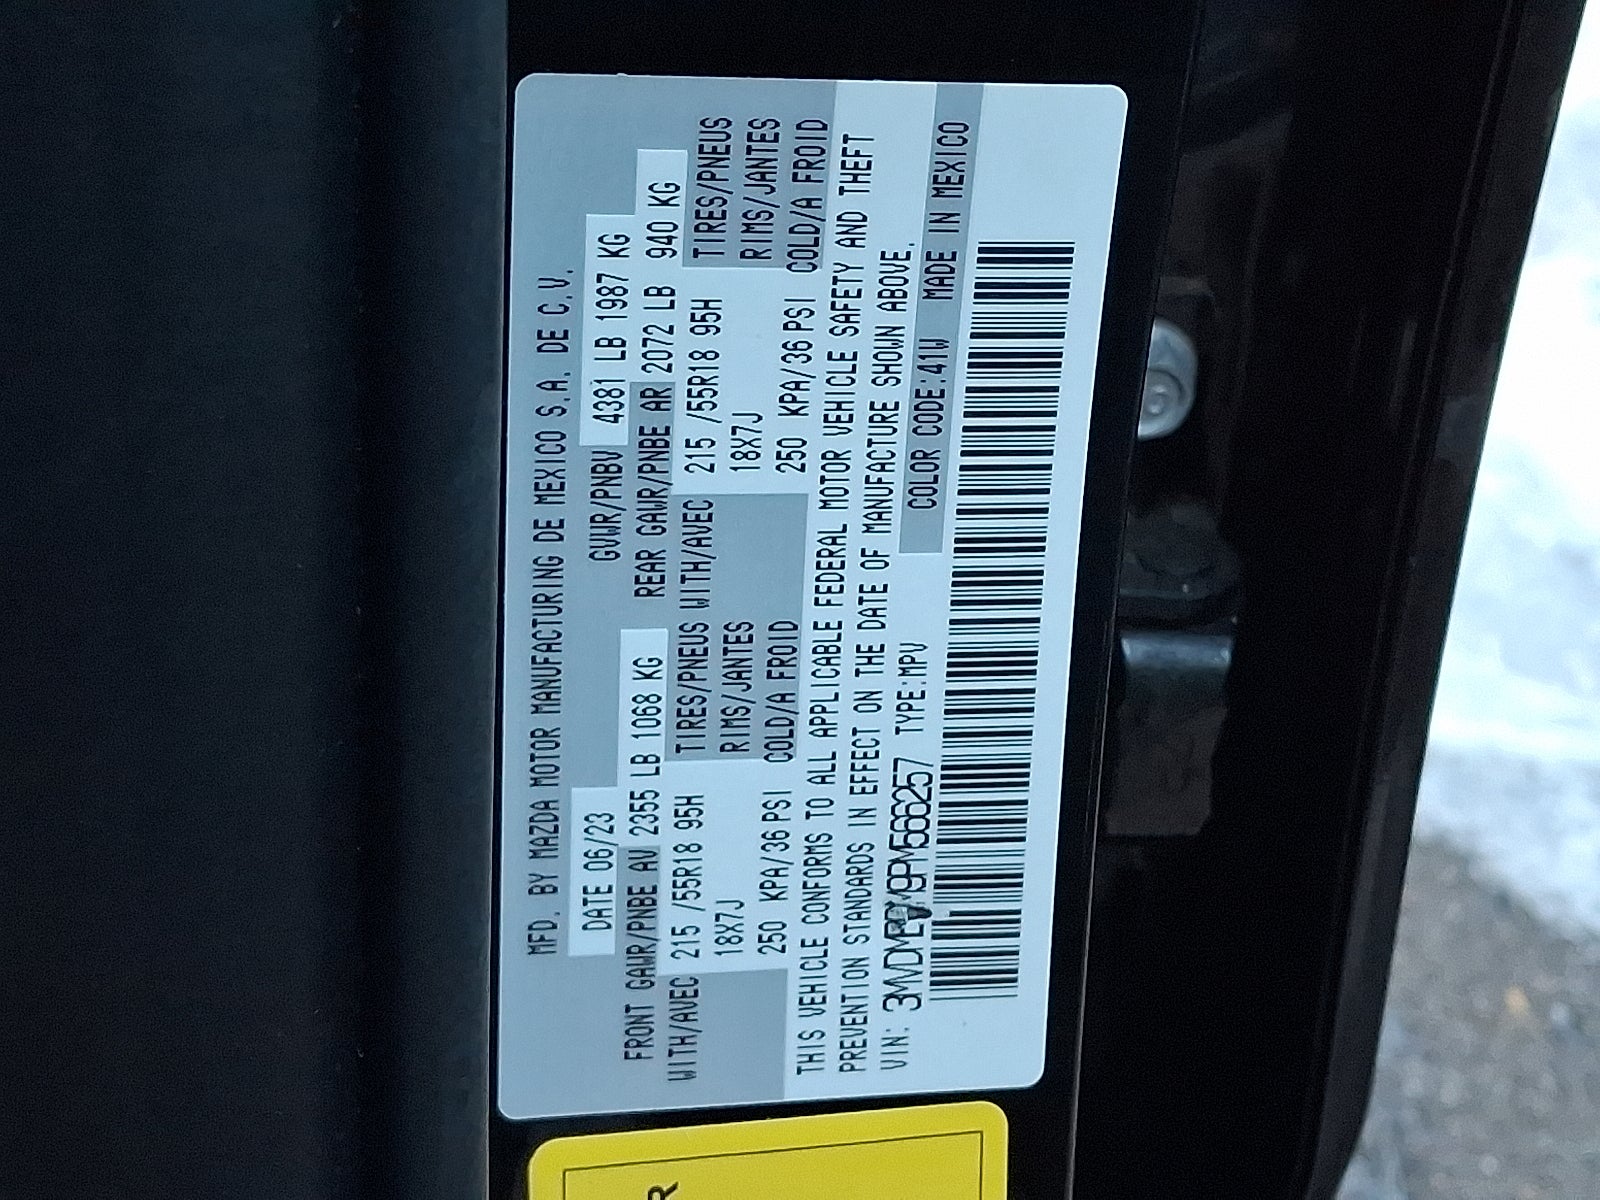 MFD. BY MAZDA MOTOR MANUFACTURING DE MEXICO S.A. DE C.V.
DATE 06/23 GVWR/PNBV 4381 LB 1987 KG
FRONT GAWR/PNBE AV 2355 LB 1068 KG REAR GAWR/PNBE AR 2072 LB 940 KG
WITH/AVEC 215 /55R18 95H TIRES/PNEUS WITH/AVEC 215 /55R18 95H TIRES/PNEUS
18X7J RIMS/JANTES 18X7J RIMS/JANTES
250 KPA/36 PSI COLD/A FROID 250 KPA/36 PSI COLD/A FROID
THIS VEHICLE CONFORMS TO ALL APPLICABLE FEDERAL MOTOR VEHICLE SAFETY AND THEFT
PREVENTION STANDARDS IN EFFECT ON THE DATE OF MANUFACTURE SHOWN ABOVE.
VIN: TYPE:MPV COLOR CODE:41W MADE IN MEXICO
R